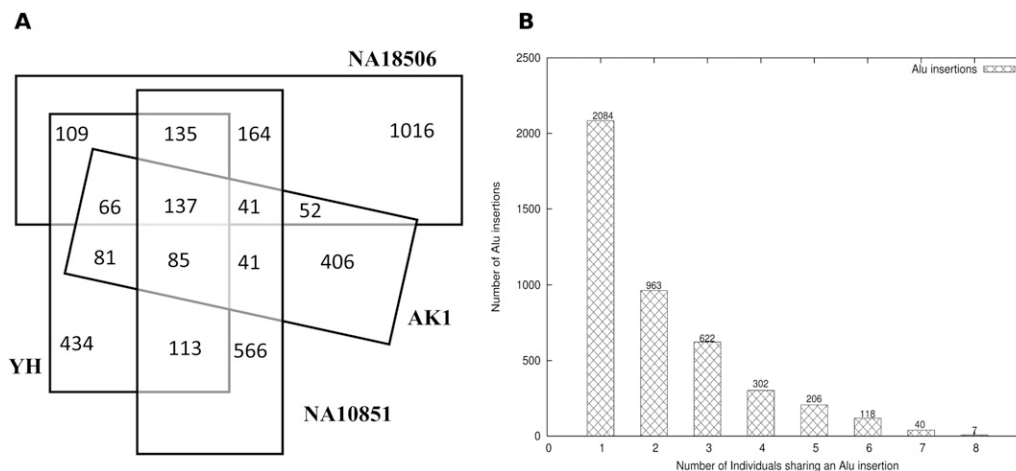 A
NA18506
109 135 164 1016
66 137 41 52
81 85 41 406
AK1
434 113 566
YH
NA10851
B
2500
Alu insertions
2084
2000
1500
Number of Alu insertions
963
1000
622
500
302
206
118
40
7
0
1 2 3 4 5 6 7 8
Number of Individuals sharing an Alu insertion